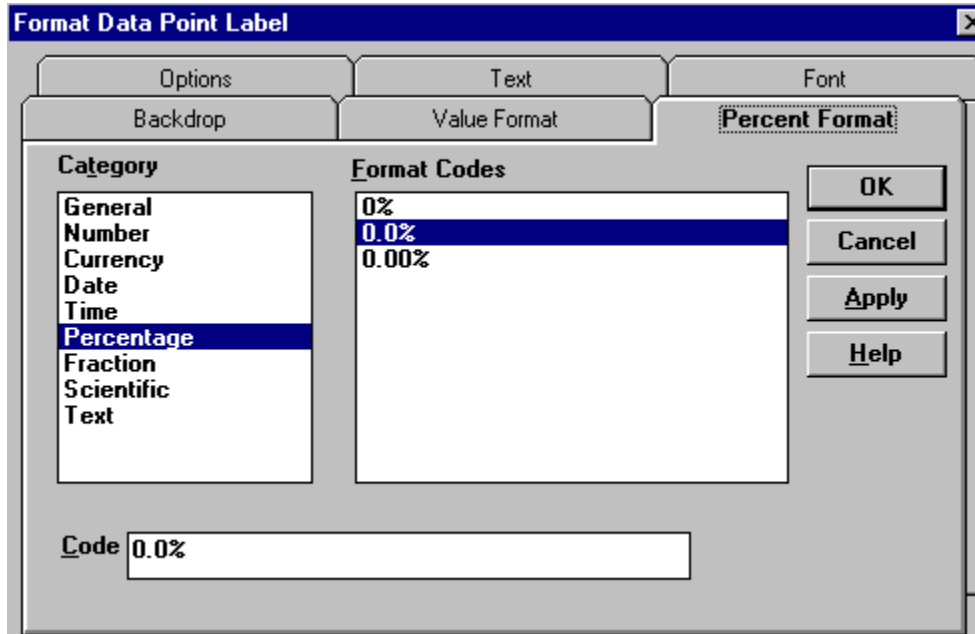 Format Data Point Label
Options Text Font
Backdrop Value Format Percent Format
Category
General
Number
Currency
Date
Time
Percentage
Fraction
Scientific
Text
Format Codes
0%
0.0%
0.00%
OK
Cancel
Apply
Help
Code 0.0%